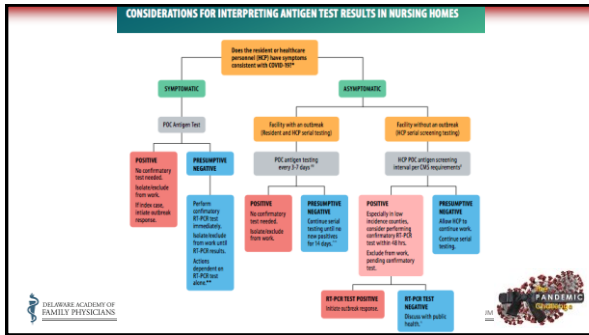 CONSIDERATIONS FOR INTERPRETING ANTIGEN TEST RESULTS IN NURSING HOMES
Does the resident or healthcare
personnel (HCP) have symptoms
consistent with COVID-19?*
SYMPTOMATIC
ASYMPTOMATIC
POC Antigen Test
Facility with an outbreak
(Resident and HCP serial testing)
Facility without an outbreak
(HCP serial screening testing)
POC antigen testing
every 3-7 days
HCP POC antigen screening
interval per CMS requirements
POSITIVE
No confirmatory
test needed.
Isolate/exclude
from work.
If index case,
intiate outbreak
response.
PRESUMPTIVE
NEGATIVE
Perform
confirmatory
RT-PCR test
immediately.
Isolate/exclude
from work until
RT-PCR results.
Actions
dependent on
RT-PCR test
alone.**
POSITIVE
No confirmatory
test needed.
Isolate/exclude
from work.
PRESUMPTIVE
NEGATIVE
Continue serial
testing until no
new positives
for 14 days.
POSITIVE
Especially in low
incidence counties,
consider performing
confirmatory RT-PCR
test within 48 hrs.
Exclude from work,
pending confirmatory
test.
PRESUMPTIVE
NEGATIVE
Allow HCP to
continue work.
Continue serial
testing.
RT-PCR TEST POSITIVE
Initiate outbreak response.
RT-PCR TEST
NEGATIVE
Discuss with public
health.
DELAWARE ACADEMY OF
FAMILY PHYSICIANS
THE
PANDEMIC